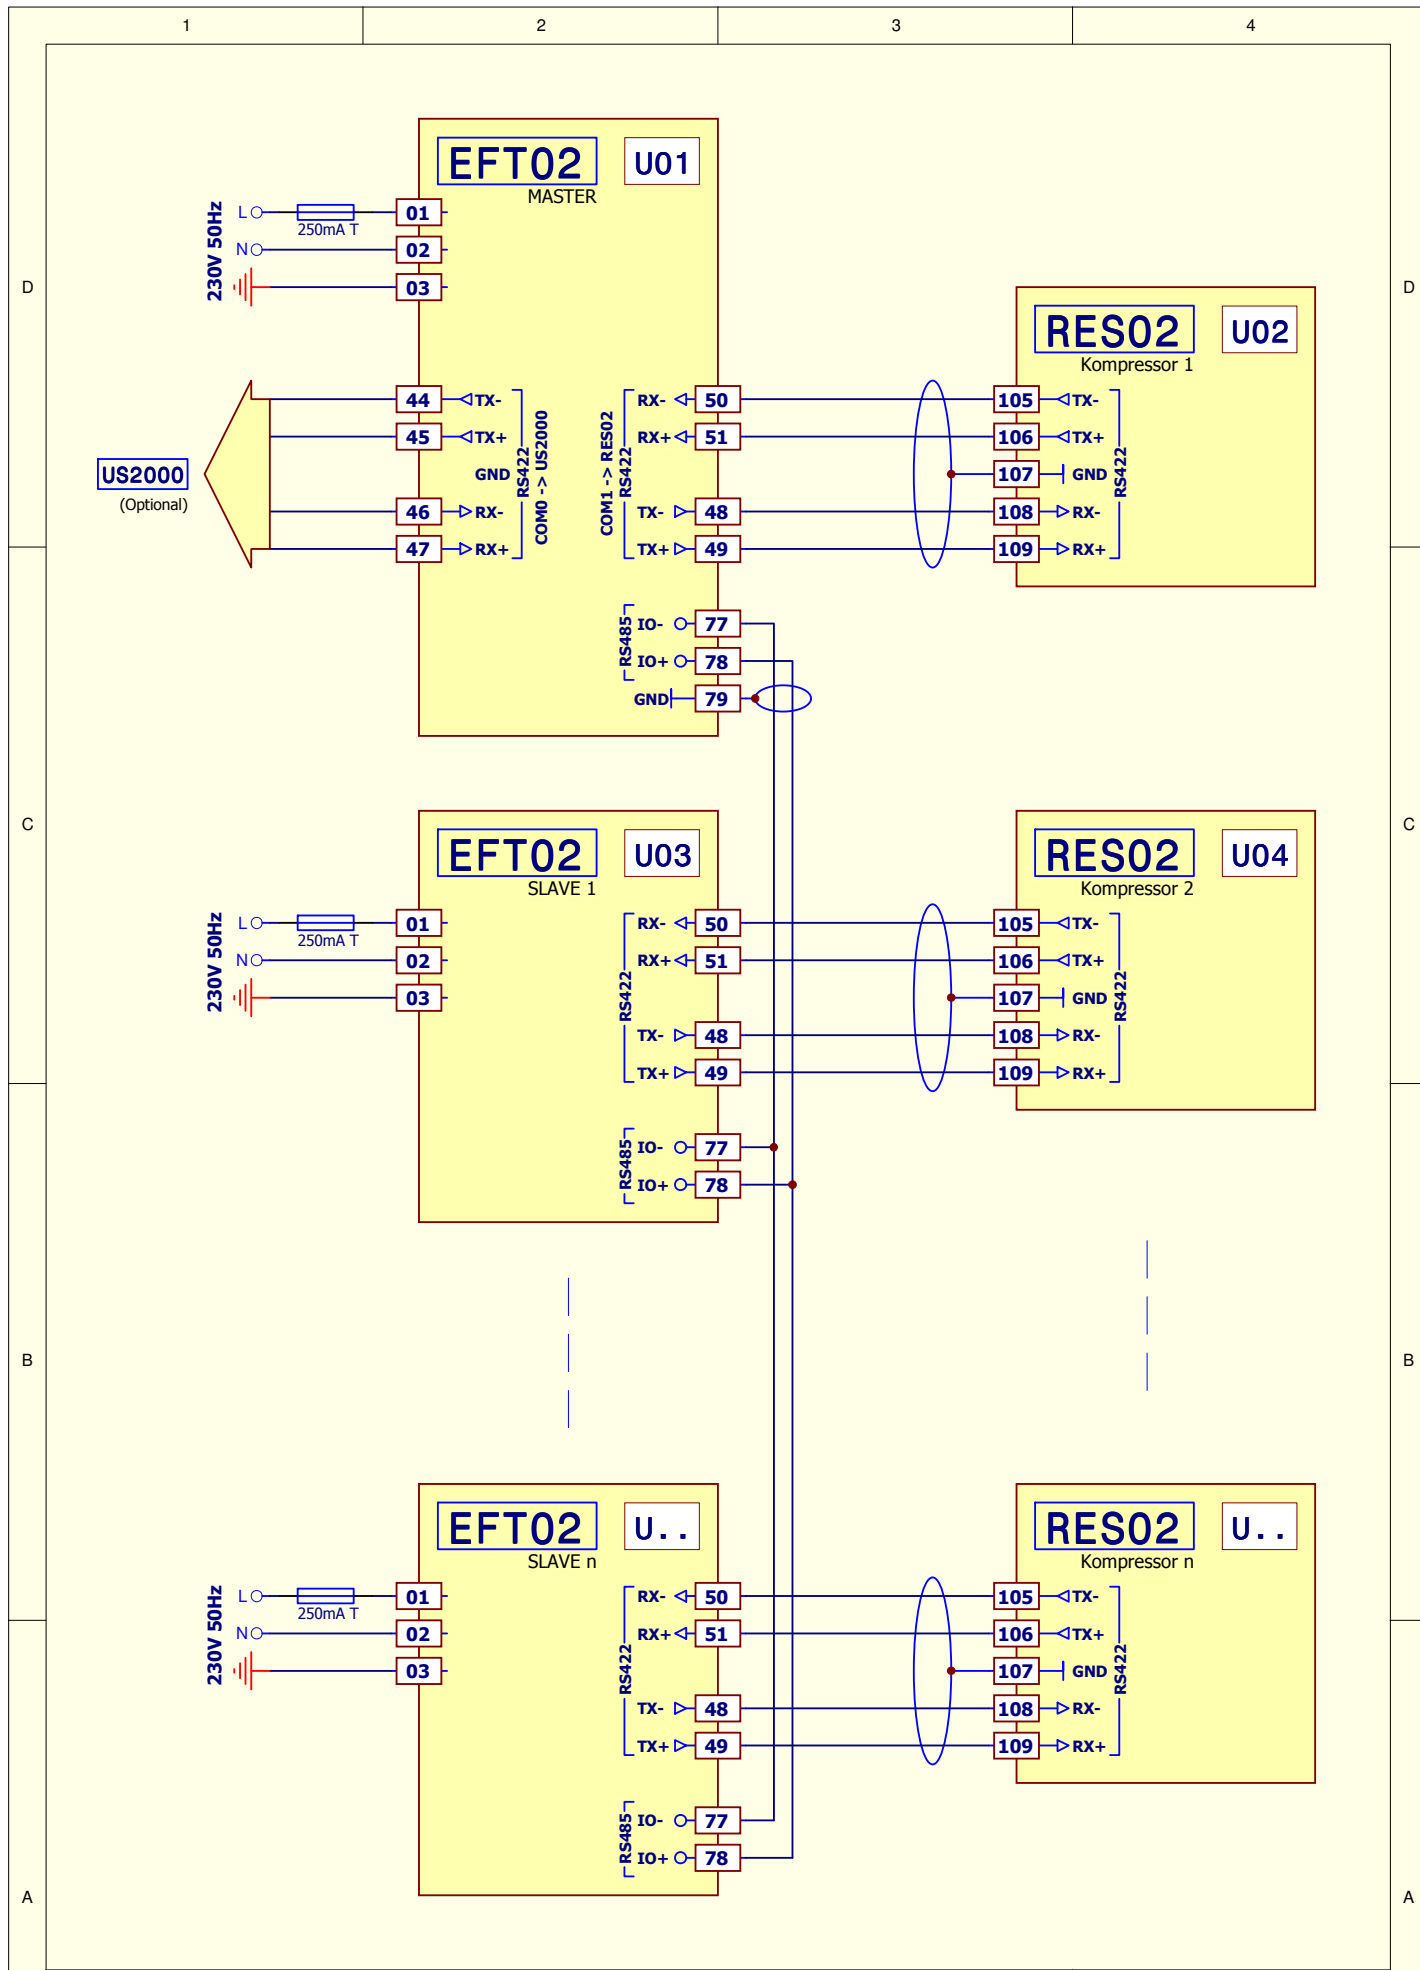 1 2 3 4
EFT02 U01
MASTER
230V 50Hz
L 250mA T 01
N 02
03
D D
RES02 U02
Kompressor 1
US2000
(Optional)
44 TX-
45 TX+
GND
46 RX-
47 RX+
RS422
COM0 -> US2000
COM1 -> RES02
RS422
RX- 50
RX+ 51
TX- 48
TX+ 49
105 TX-
106 TX+
107 GND
108 RX-
109 RX+
RS422
RS485
IO- 77
IO+ 78
GND 79
C C
EFT02 U03
SLAVE 1
RES02 U04
Kompressor 2
230V 50Hz
L 250mA T 01
N 02
03
RS422
RX- 50
RX+ 51
TX- 48
TX+ 49
105 TX-
106 TX+
107 GND
108 RX-
109 RX+
RS422
RS485
IO- 77
IO+ 78
B B
EFT02 U..
SLAVE n
RES02 U..
Kompressor n
230V 50Hz
L 250mA T 01
N 02
03
RS422
RX- 50
RX+ 51
TX- 48
TX+ 49
105 TX-
106 TX+
107 GND
108 RX-
109 RX+
RS422
RS485
IO- 77
IO+ 78
A A